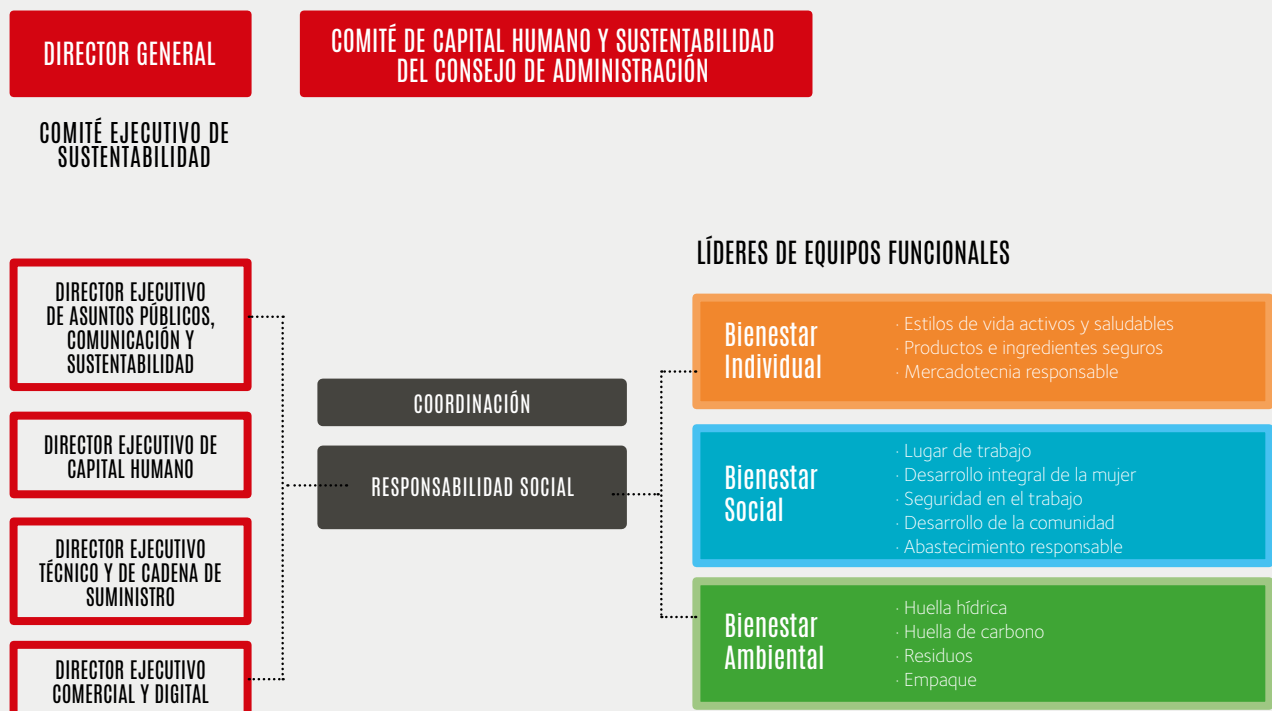 DIRECTOR GENERAL
COMITÉ DE CAPITAL HUMANO Y SUSTENTABILIDAD
DEL CONSEJO DE ADMINISTRACIÓN
COMITÉ EJECUTIVO DE
SUSTENTABILIDAD
DIRECTOR EJECUTIVO
DE ASUNTOS PÚBLICOS,
COMUNICACIÓN Y
SUSTENTABILIDAD
DIRECTOR EJECUTIVO DE
CAPITAL HUMANO
DIRECTOR EJECUTIVO
TÉCNICO Y DE CADENA DE
SUMINISTRO
DIRECTOR EJECUTIVO
COMERCIAL Y DIGITAL
COORDINACIÓN
RESPONSABILIDAD SOCIAL
LÍDERES DE EQUIPOS FUNCIONALES
Bienestar
Individual
· Estilos de vida activos y saludables
· Productos e ingredientes seguros
· Mercadotecnia responsable
Bienestar
Social
· Lugar de trabajo
· Desarrollo integral de la mujer
· Seguridad en el trabajo
· Desarrollo de la comunidad
· Abastecimiento responsable
Bienestar
Ambiental
· Huella hídrica
· Huella de carbono
· Residuos
· Empaque